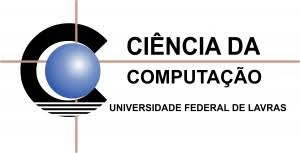 CIÊNCIA DA
COMPUTAÇÃO
UNIVERSIDADE FEDERAL DE LAVRAS